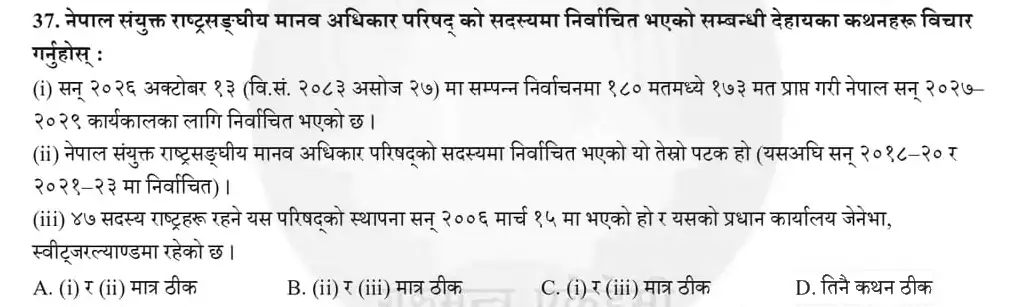 37. नेपाल संयुक्त राष्ट्रसङ्घीय मानव अधिकार परिषद् को सदस्यमा निर्वाचित भएको सम्बन्धी देहायका कथनहरू विचार
गर्नुहोस् :
(i) सन् २०२६ अक्टोबर १३ (वि.सं. २०८३ असोज २७) मा सम्पन्न निर्वाचनमा १८० मतमध्ये १७३ मत प्राप्त गरी नेपाल सन् २०२७–
२०२९ कार्यकालका लागि निर्वाचित भएको छ।
(ii) नेपाल संयुक्त राष्ट्रसङ्घीय मानव अधिकार परिषद्को सदस्यमा निर्वाचित भएको यो तेस्रो पटक हो (यसअघि सन् २०१८–२० र
२०२१–२३ मा निर्वाचित)।
(iii) ४७ सदस्य राष्ट्रहरू रहने यस परिषद्को स्थापना सन् २००६ मार्च १५ मा भएको हो र यसको प्रधान कार्यालय जेनेभा,
स्वीट्जरल्याण्डमा रहेको छ।
A. (i) र (ii) मात्र ठीक B. (ii) र (iii) मात्र ठीक C. (i) र (iii) मात्र ठीक D. तिनै कथन ठीक